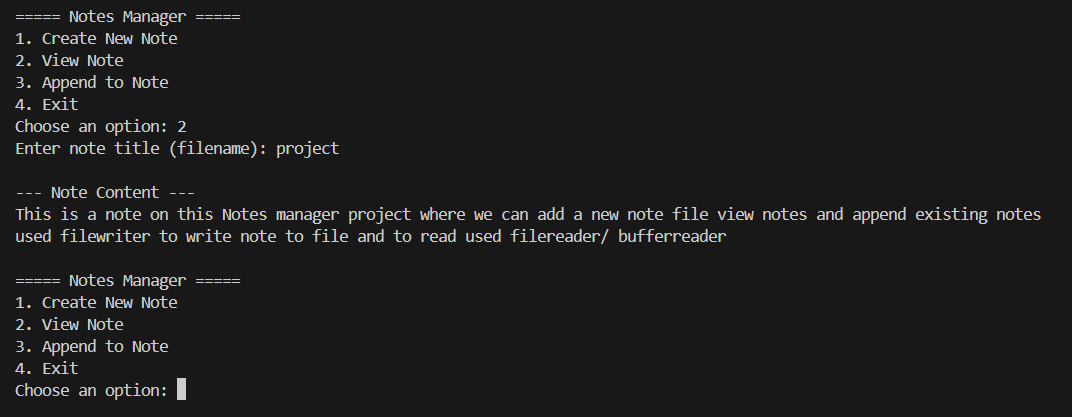 ===== Notes Manager =====
1. Create New Note
2. View Note
3. Append to Note
4. Exit
Choose an option: 2
Enter note title (filename): project
--- Note Content ---
This is a note on this Notes manager project where we can add a new note file view notes and append existing notes
used filewriter to write note to file and to read used filereader/ bufferreader
===== Notes Manager =====
1. Create New Note
2. View Note
3. Append to Note
4. Exit
Choose an option: